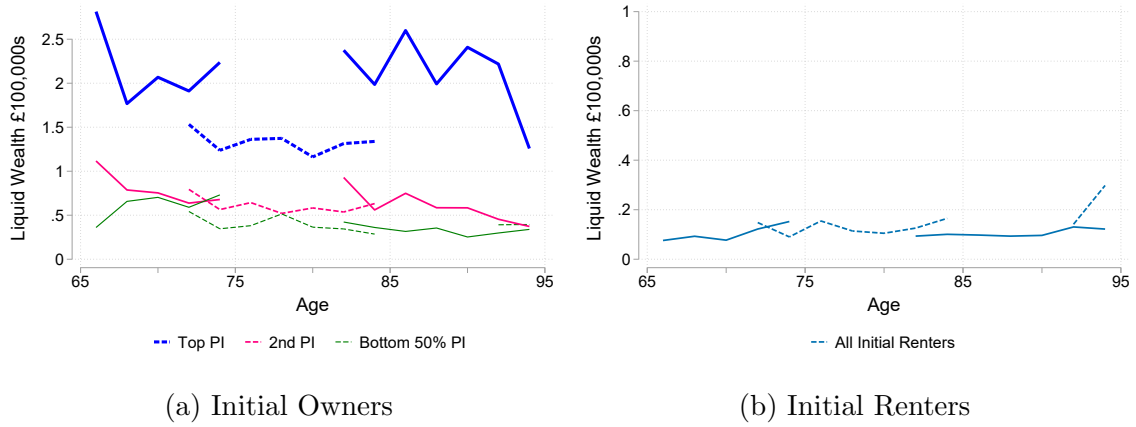 Liquid Wealth £100,000s
2.5
2
1.5
1
.5
0
65
75
85
95
Age
Top PI
2nd PI
Bottom 50% PI
(a) Initial Owners
Liquid Wealth £100,000s
1
.8
.6
.4
.2
0
65
75
85
95
Age
All Initial Renters
(b) Initial Renters